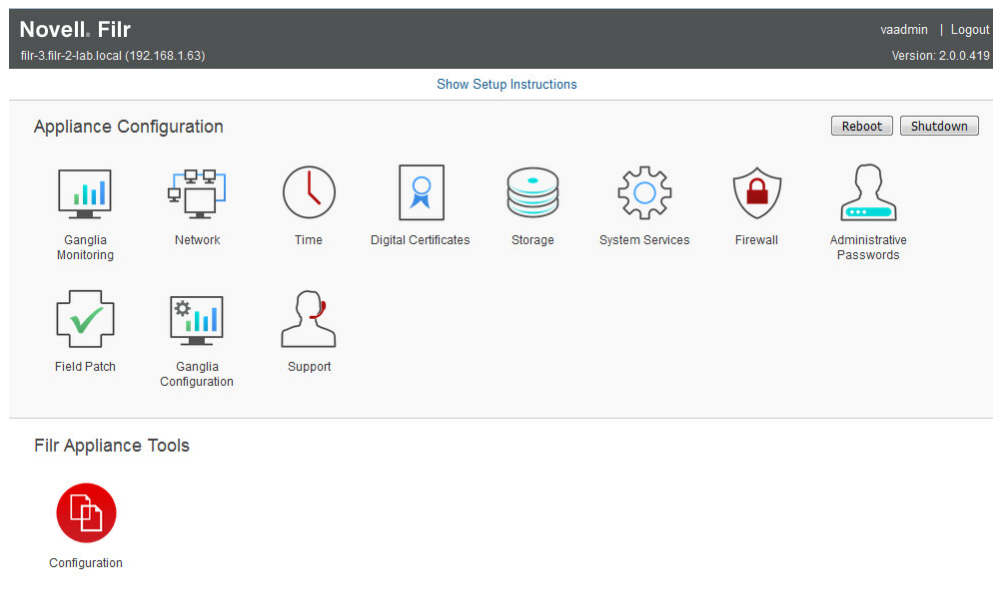 Novell. Filr
vaadmin | Logout
filr-3.filr-2-lab.local (192.168.1.63)
Version: 2.0.0.419
Show Setup Instructions
Appliance Configuration
Reboot
Shutdown
Ganglia
Monitoring
Network
Time
Digital Certificates
Storage
System Services
Firewall
Administrative
Passwords
Field Patch
Ganglia
Configuration
Support
Filr Appliance Tools
Configuration